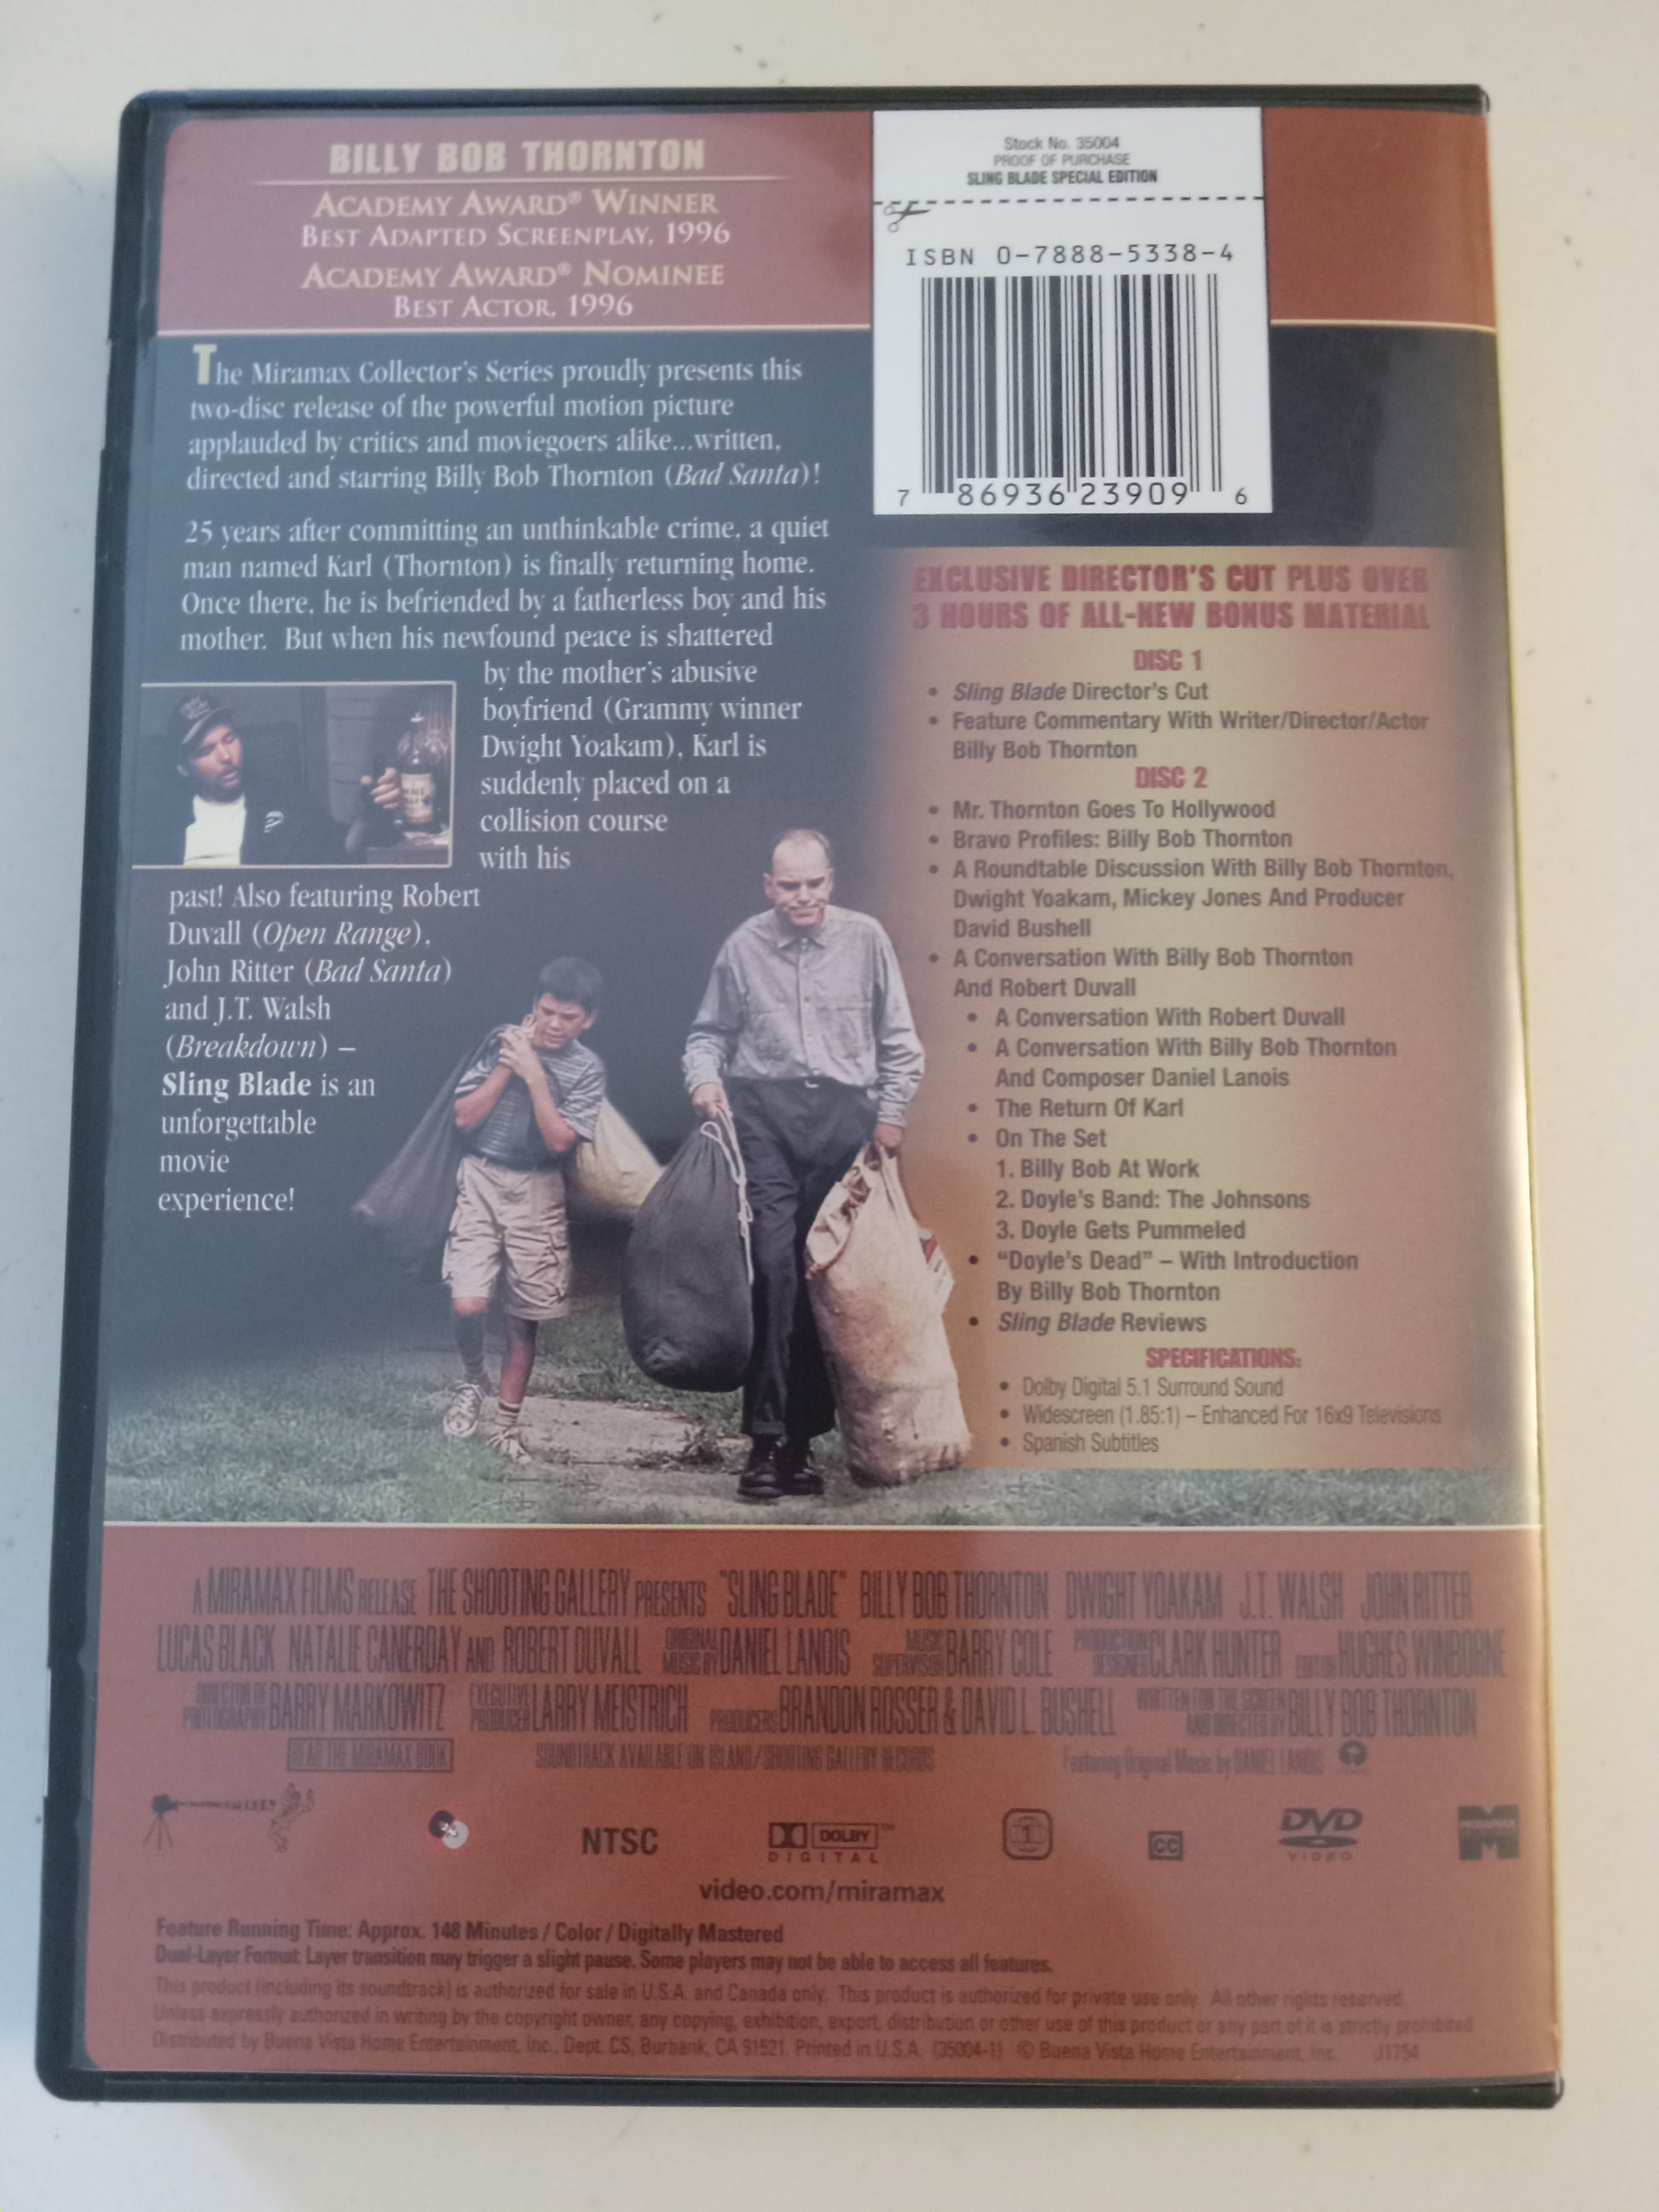 BILLY BOB THORNTON
ACADEMY AWARD® WINNER
BEST ADAPTED SCREENPLAY, 1996
ACADEMY AWARD® NOMINEE
BEST ACTOR, 1996
Stock No. 35004
PROOF OF PURCHASE
SLING BLADE SPECIAL EDITION
ISBN 0-7888-5338-4
7 86936 23909 6
The Miramax Collector's Series proudly presents this
two-disc release of the powerful motion picture
applauded by critics and moviegoers alike...written,
directed and starring Billy Bob Thornton (Bad Santa)!
25 years after committing an unthinkable crime, a quiet
man named Karl (Thornton) is finally returning home.
Once there, he is befriended by a fatherless boy and his
mother. But when his newfound peace is shattered
by the mother's abusive
boyfriend (Grammy winner
Dwight Yoakam), Karl is
suddenly placed on a
collision course
with his
past! Also featuring Robert
Duvall (Open Range),
John Ritter (Bad Santa)
and J.T. Walsh
(Breakdown) –
Sling Blade is an
unforgettable
movie
experience!
EXCLUSIVE DIRECTOR'S CUT PLUS OVER
3 HOURS OF ALL-NEW BONUS MATERIAL
DISC 1
• Sling Blade Director's Cut
• Feature Commentary With Writer/Director/Actor
Billy Bob Thornton
DISC 2
• Mr. Thornton Goes To Hollywood
• Bravo Profiles: Billy Bob Thornton
• A Roundtable Discussion With Billy Bob Thornton,
Dwight Yoakam, Mickey Jones And Producer
David Bushell
• A Conversation With Billy Bob Thornton
And Robert Duvall
• A Conversation With Robert Duvall
• A Conversation With Billy Bob Thornton
And Composer Daniel Lanois
• The Return Of Karl
• On The Set
1. Billy Bob At Work
2. Doyle's Band: The Johnsons
3. Doyle Gets Pummeled
• "Doyle's Dead" – With Introduction
By Billy Bob Thornton
• Sling Blade Reviews
SPECIFICATIONS:
• Dolby Digital 5.1 Surround Sound
• Widescreen (1.85:1) – Enhanced For 16x9 Televisions
• Spanish Subtitles
A MIRAMAX FILMS RELEASE THE SHOOTING GALLERY PRESENTS "SLING BLADE" BILLY BOB THORNTON DWIGHT YOAKAM J.T. WALSH JOHN RITTER
LUCAS BLACK NATALIE CANERDAY AND ROBERT DUVALL ORIGINAL MUSIC BY DANIEL LANOIS MUSIC SUPERVISOR BARRY COLE PRODUCTION DESIGNER CLARK HUNTER EDITOR HUGHES WINBORNE
DIRECTOR OF PHOTOGRAPHY BARRY MARKOWITZ EXECUTIVE PRODUCER LARRY MEISTRICH PRODUCERS BRANDON ROSSER & DAVID L. BUSHELL WRITTEN FOR THE SCREEN AND DIRECTED BY BILLY BOB THORNTON
READ THE MIRAMAX BOOK SOUNDTRACK AVAILABLE ON ISLAND/SHOOTING GALLERY RECORDS Featuring Original Music by DANIEL LANOIS
GALLERY NTSC DOLBY DIGITAL ™ 1 CC DVD VIDEO MIRAMAX
video.com/miramax
Feature Running Time: Approx. 148 Minutes / Color / Digitally Mastered
Dual-Layer Format: Layer transition may trigger a slight pause. Some players may not be able to access all features.
This product (including its soundtrack) is authorized for sale in U.S.A. and Canada only. This product is authorized for private use only. All other rights reserved.
Unless expressly authorized in writing by the copyright owner, any copying, exhibition, export, distribution or other use of this product or any part of it is strictly prohibited
Distributed by Buena Vista Home Entertainment, Inc., Dept. CS, Burbank, CA 91521. Printed in U.S.A. (35004-1) © Buena Vista Home Entertainment, Inc. J1754